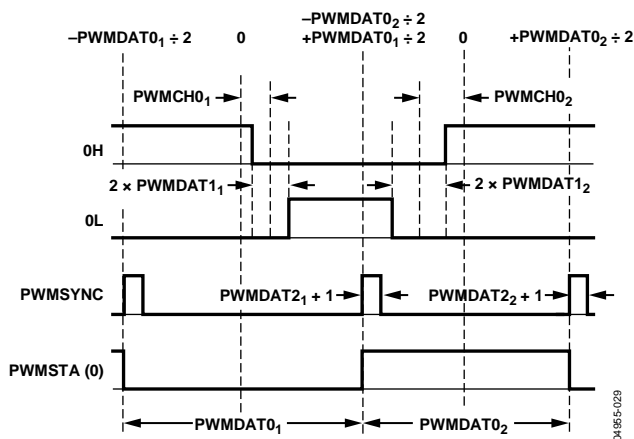 –PWMDAT0₂ ÷ 2
–PWMDAT0₁ ÷ 2 0 +PWMDAT0₁ ÷ 2 0 +PWMDAT0₂ ÷ 2
PWMCH0₁ PWMCH0₂
0H
2 × PWMDAT1₁ 2 × PWMDAT1₂
0L
PWMSYNC PWMDAT2₁ + 1 PWMDAT2₂ + 1
PWMSTA (0)
PWMDAT0₁ PWMDAT0₂
04955-029